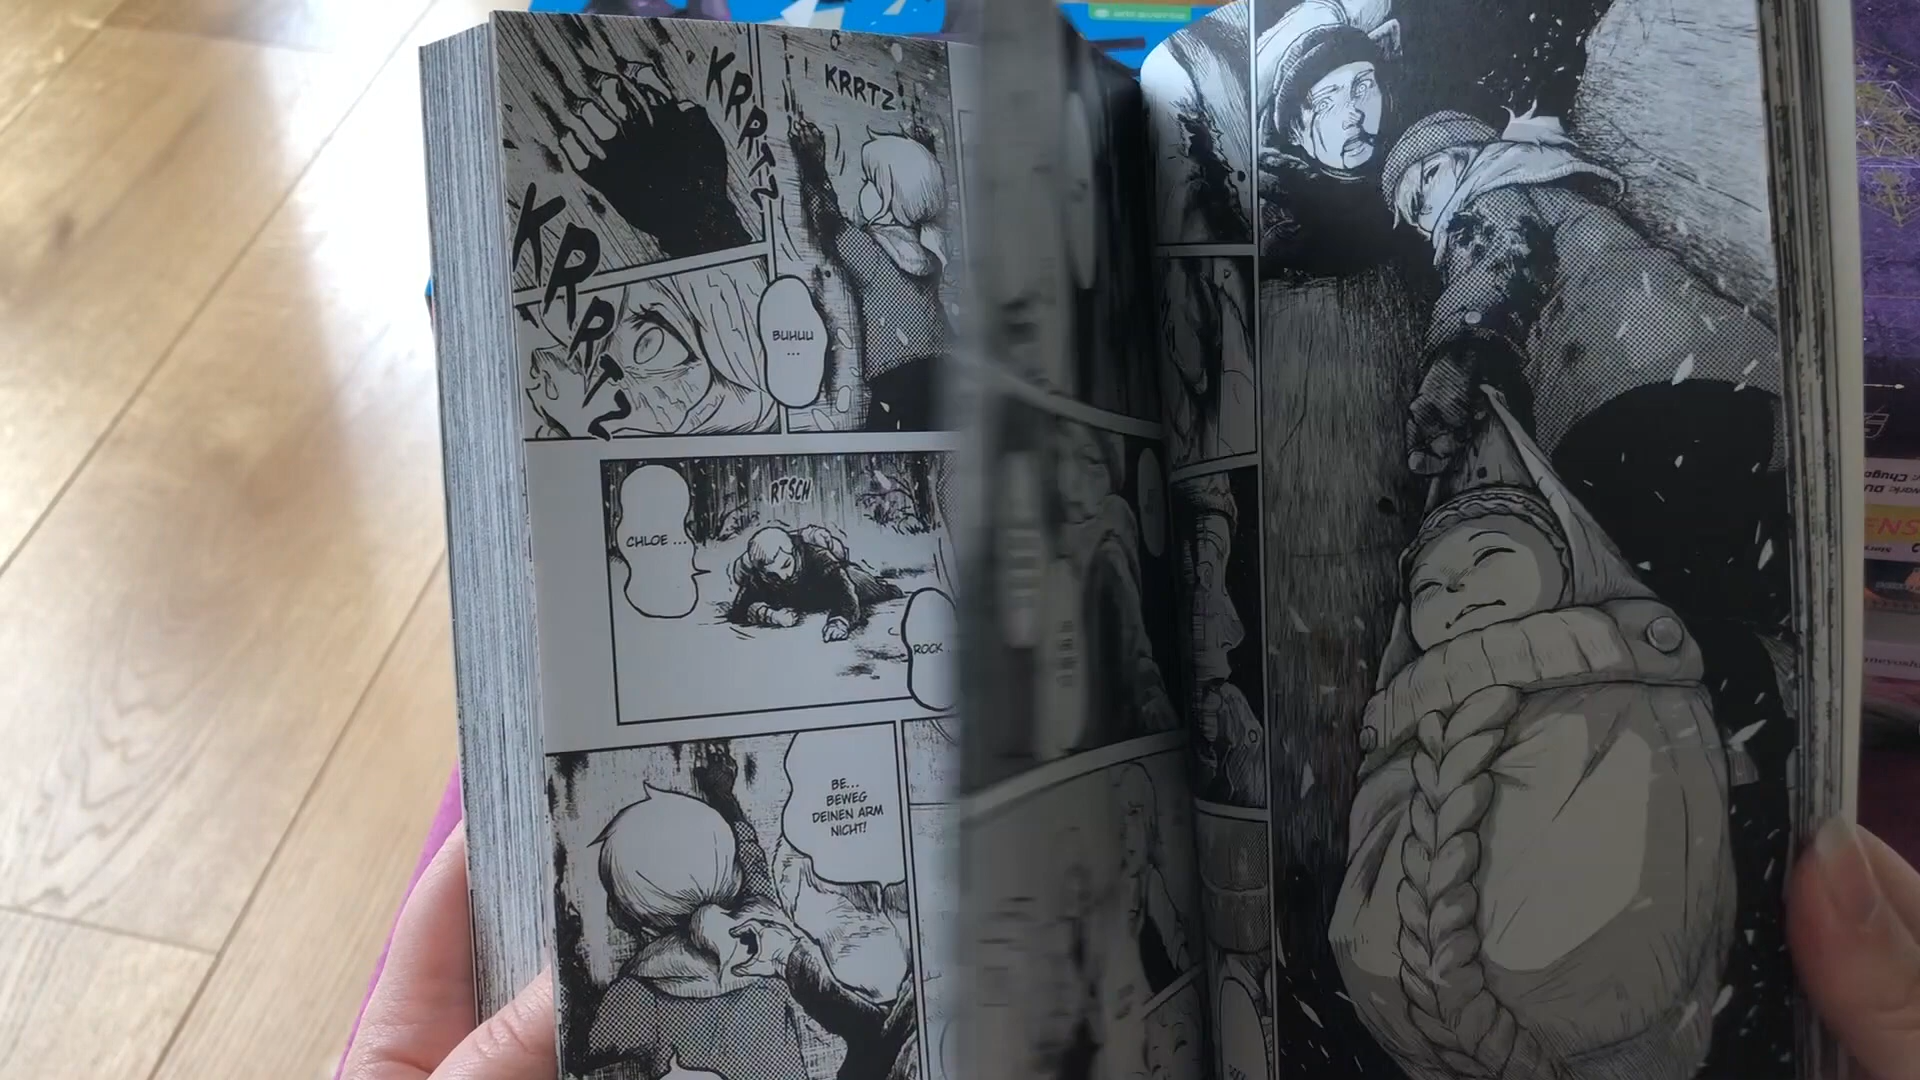 KRRTZ
KRRTZ
KRRTZ
BUHUU
...
RTSCH
CHLOE ...
ROCK
BE...
BEWEG
DEINEN ARM
NICHT!